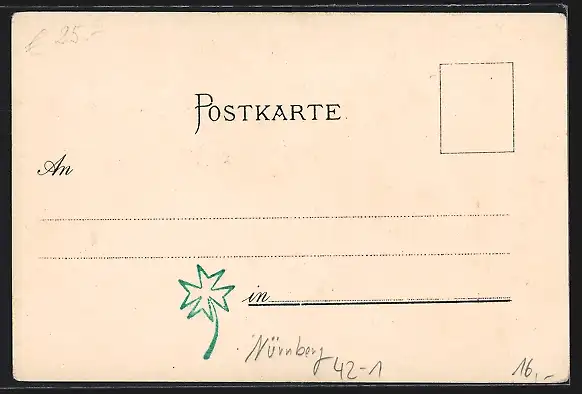 25.-
POSTKARTE
An
in
Nürnberg 42-1
16,-